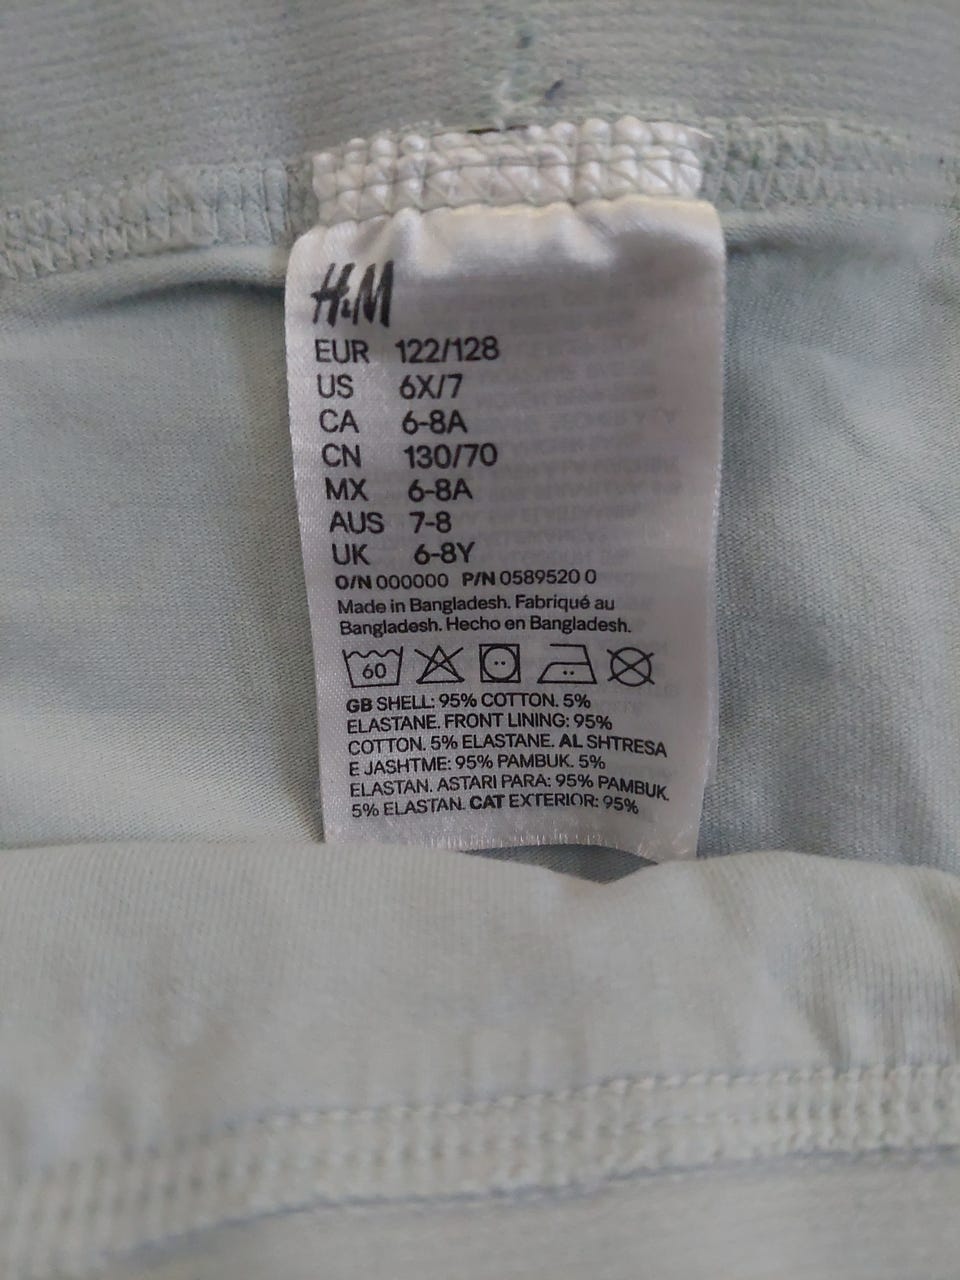 H&M
EUR 122/128
US 6X/7
CA 6-8A
CN 130/70
MX 6-8A
AUS 7-8
UK 6-8Y
O/N 000000 P/N 0589520 0
Made in Bangladesh. Fabriqué au
Bangladesh. Hecho en Bangladesh.
60
GB SHELL: 95% COTTON. 5%
ELASTANE. FRONT LINING: 95%
COTTON. 5% ELASTANE. AL SHTRESA
E JASHTME: 95% PAMBUK. 5%
ELASTAN. ASTARI PARA: 95% PAMBUK.
5% ELASTAN. CAT EXTERIOR: 95%